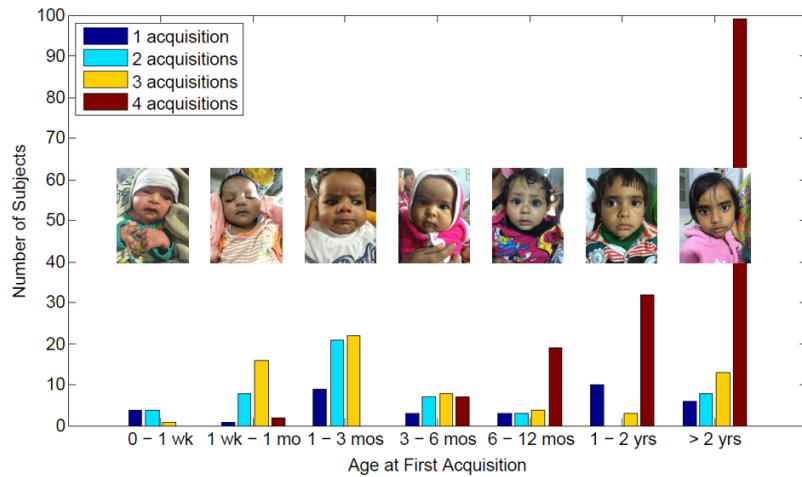 100
90
80
70
60
50
40
30
20
10
0
Number of Subjects
1 acquisition
2 acquisitions
3 acquisitions
4 acquisitions
0 − 1 wk
1 wk − 1 mo
1 − 3 mos
3 − 6 mos
6 − 12 mos
1 − 2 yrs
> 2 yrs
Age at First Acquisition